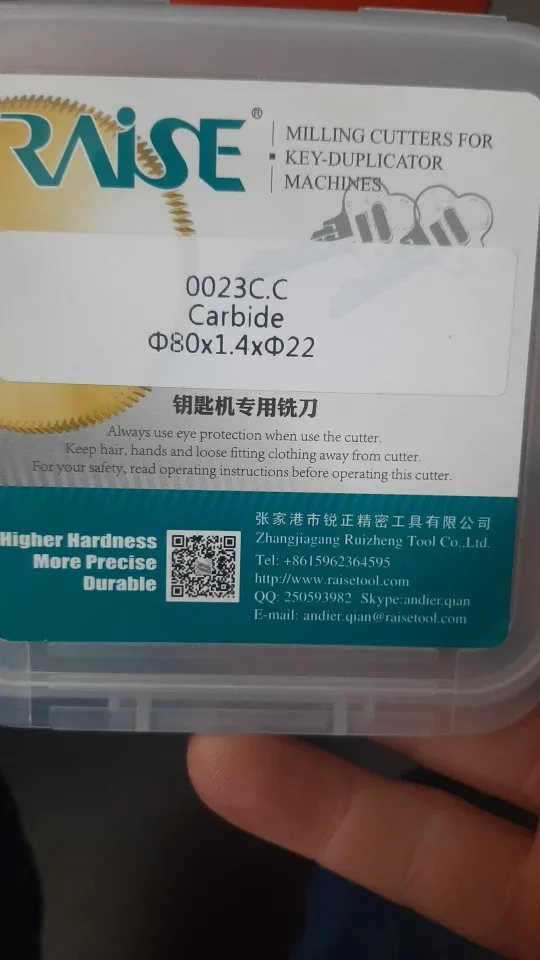 RAiSE®
MILLING CUTTERS FOR
KEY-DUPLICATOR
MACHINES
0023C.C
Carbide
Φ80x1.4xΦ22
钥匙机专用铣刀
Always use eye protection when use the cutter.
Keep hair, hands and loose fitting clothing away from cutter.
For your safety, read operating instructions before operating this cutter.
Higher Hardness
More Precise
Durable
张家港市锐正精密工具有限公司
Zhangjiagang Ruizheng Tool Co.,Ltd.
Tel: +8615962364595
http://www.raisetool.com
QQ: 250593982 Skype:andier.qian
E-mail: andier.qian@raisetool.com